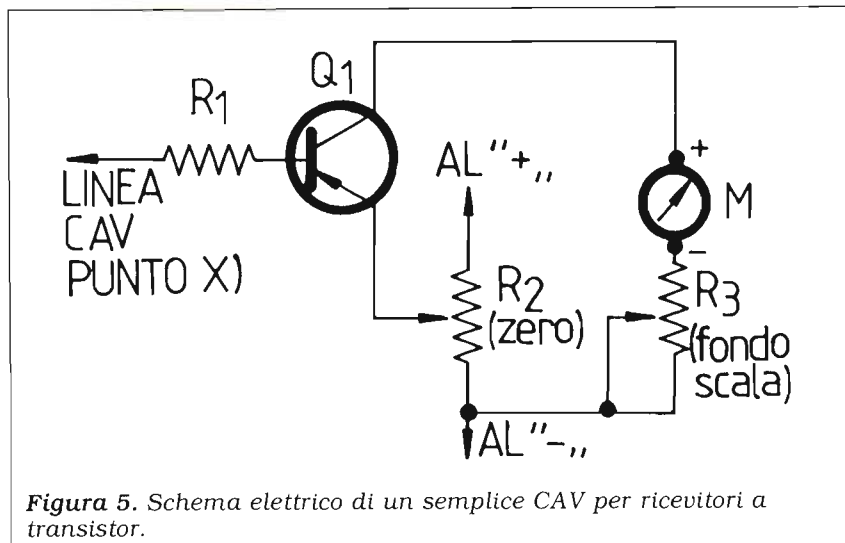 Q1
R1
AL "+,,
+
M
LINEA
CAV
PUNTO X)
-
R2
(zero)
R3
(fondo
scala)
AL "-,,
Figura 5. Schema elettrico di un semplice CAV per ricevitori a
transistor.